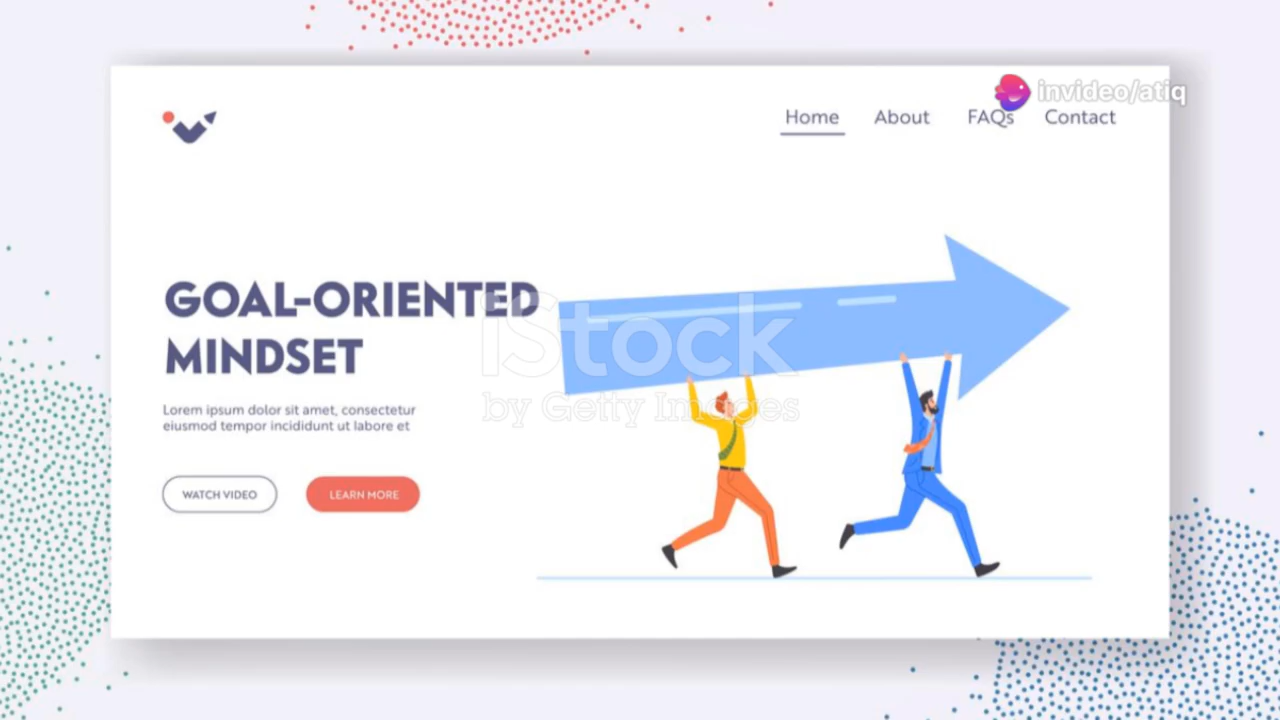 invideo/atiq
Home About FAQs Contact
GOAL-ORIENTED
MINDSET
iStock
by Getty Images
Lorem ipsum dolor sit amet, consectetur
eiusmod tempor incididunt ut labore et
WATCH VIDEO LEARN MORE